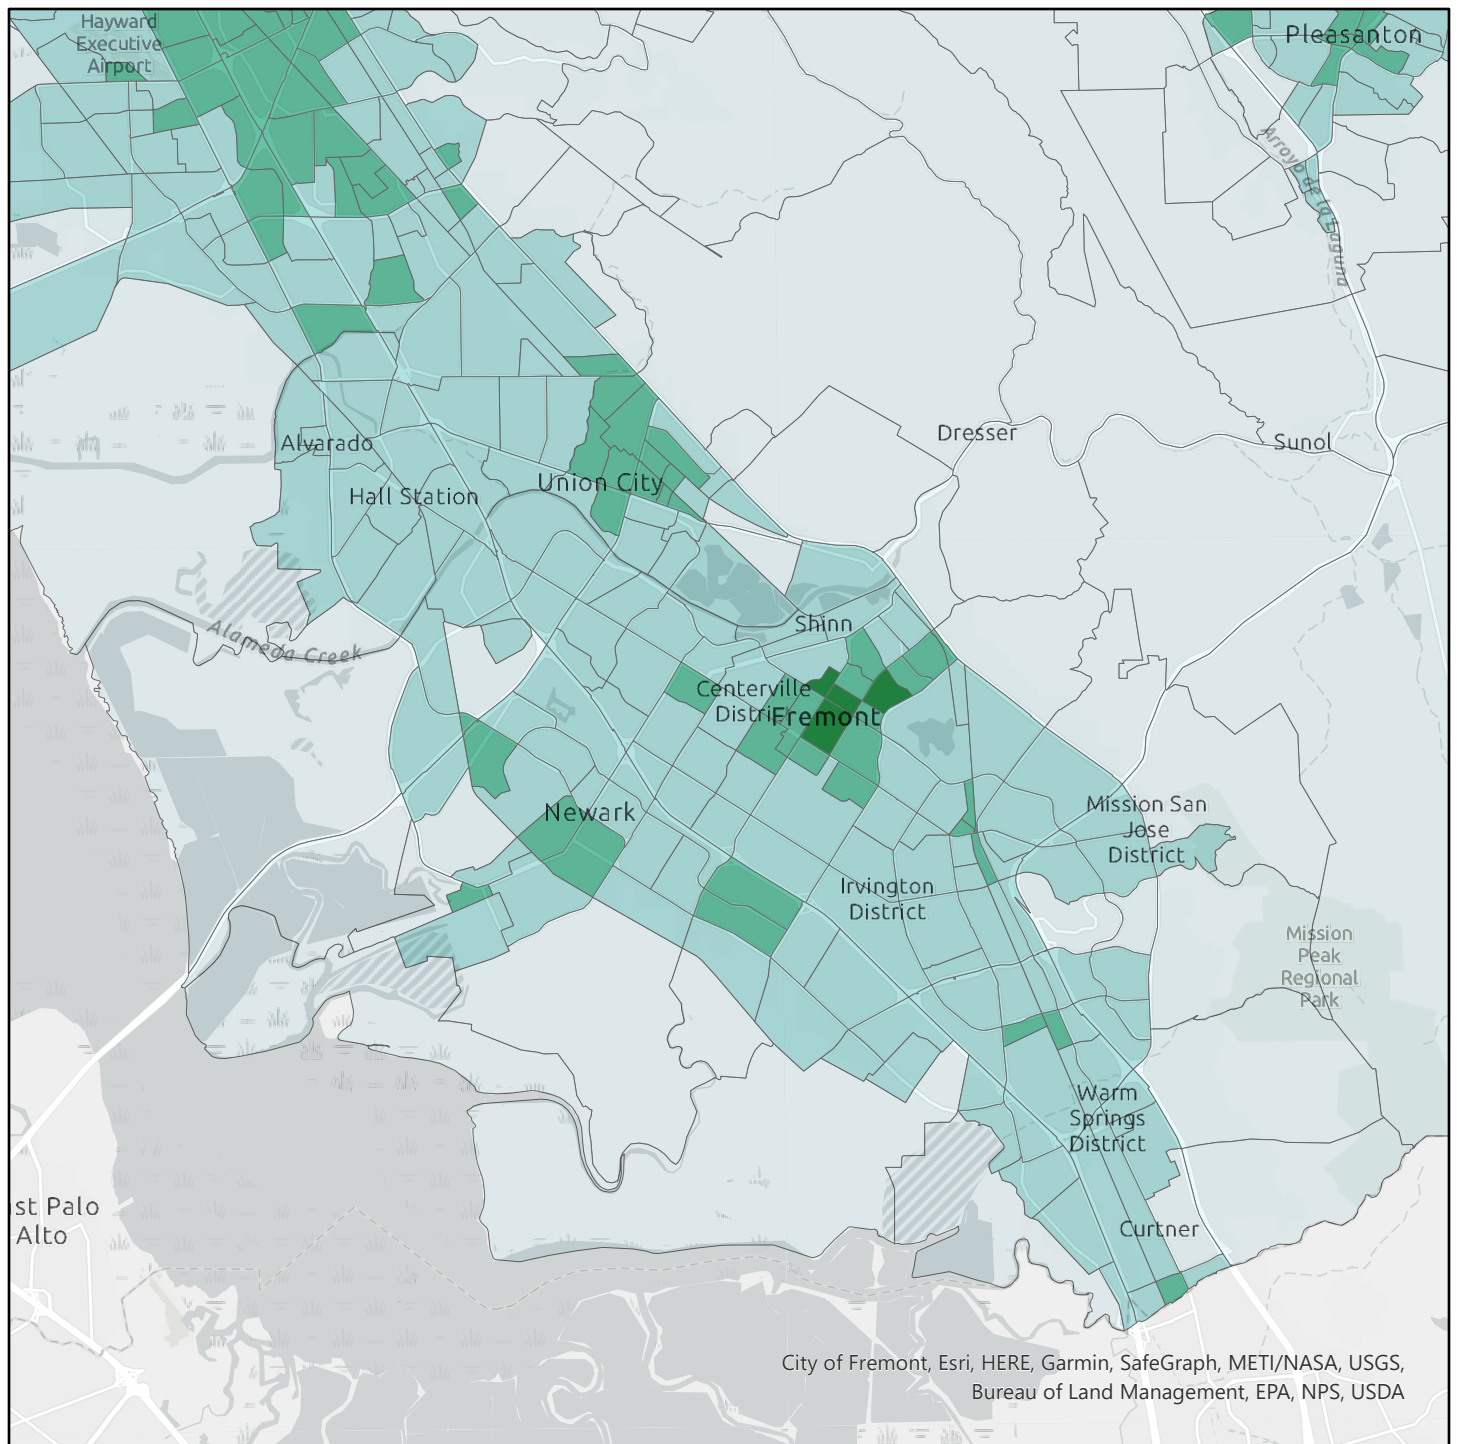 Hayward
Executive
Airport
Pleasanton
Arroyo de la Laguna
Dresser
Sunol
Alvarado
Hall Station
Union City
Shinn
Alameda Creek
Centerville
Distri
Fremont
Newark
Mission San
Jose
District
Irvington
District
Mission
Peak
Regional
Park
Warm
Springs
District
st Palo
Alto
Curtner
City of Fremont, Esri, HERE, Garmin, SafeGraph, METI/NASA, USGS,
Bureau of Land Management, EPA, NPS, USDA